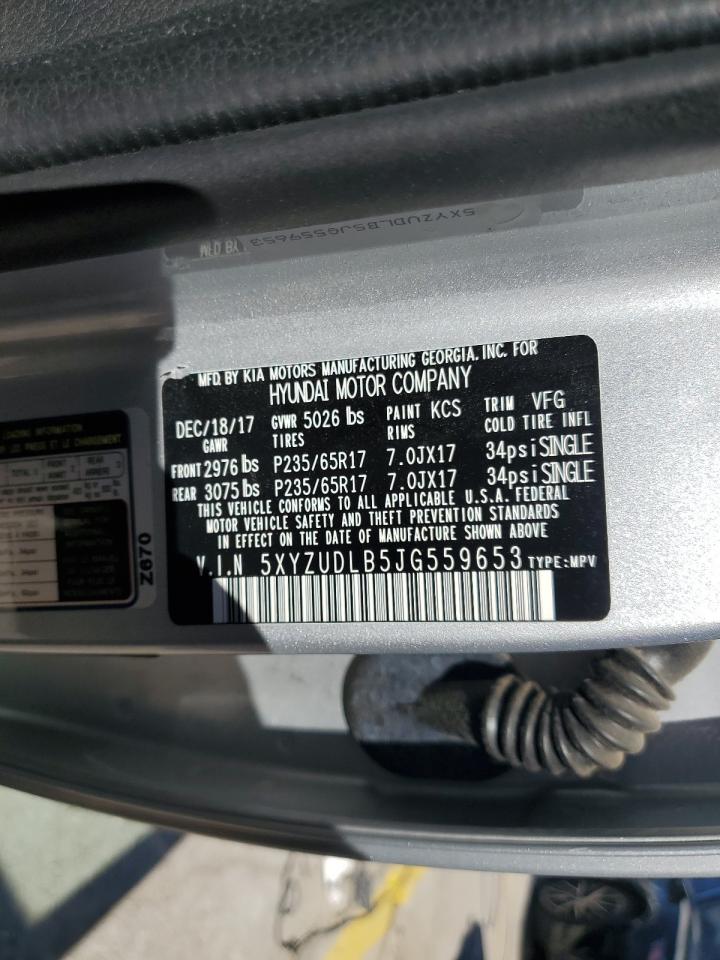 5XYZUDLB5JG559653
MFD. BY KIA MOTORS MANUFACTURING GEORGIA, INC. FOR
HYUNDAI MOTOR COMPANY
DEC/18/17 GVWR 5026 lbs PAINT KCS TRIM VFG
GAWR TIRES RIMS COLD TIRE INFL
FRONT 2976 lbs P235/65R17 7.0JX17 34psi SINGLE
REAR 3075 lbs P235/65R17 7.0JX17 34psi SINGLE
THIS VEHICLE CONFORMS TO ALL APPLICABLE U.S.A. FEDERAL
MOTOR VEHICLE SAFETY AND THEFT PREVENTION STANDARDS
IN EFFECT ON THE DATE OF MANUFACTURE SHOWN ABOVE
V.I.N 5XYZUDLB5JG559653 TYPE:MPV
LOADING INFORMATION
Z670